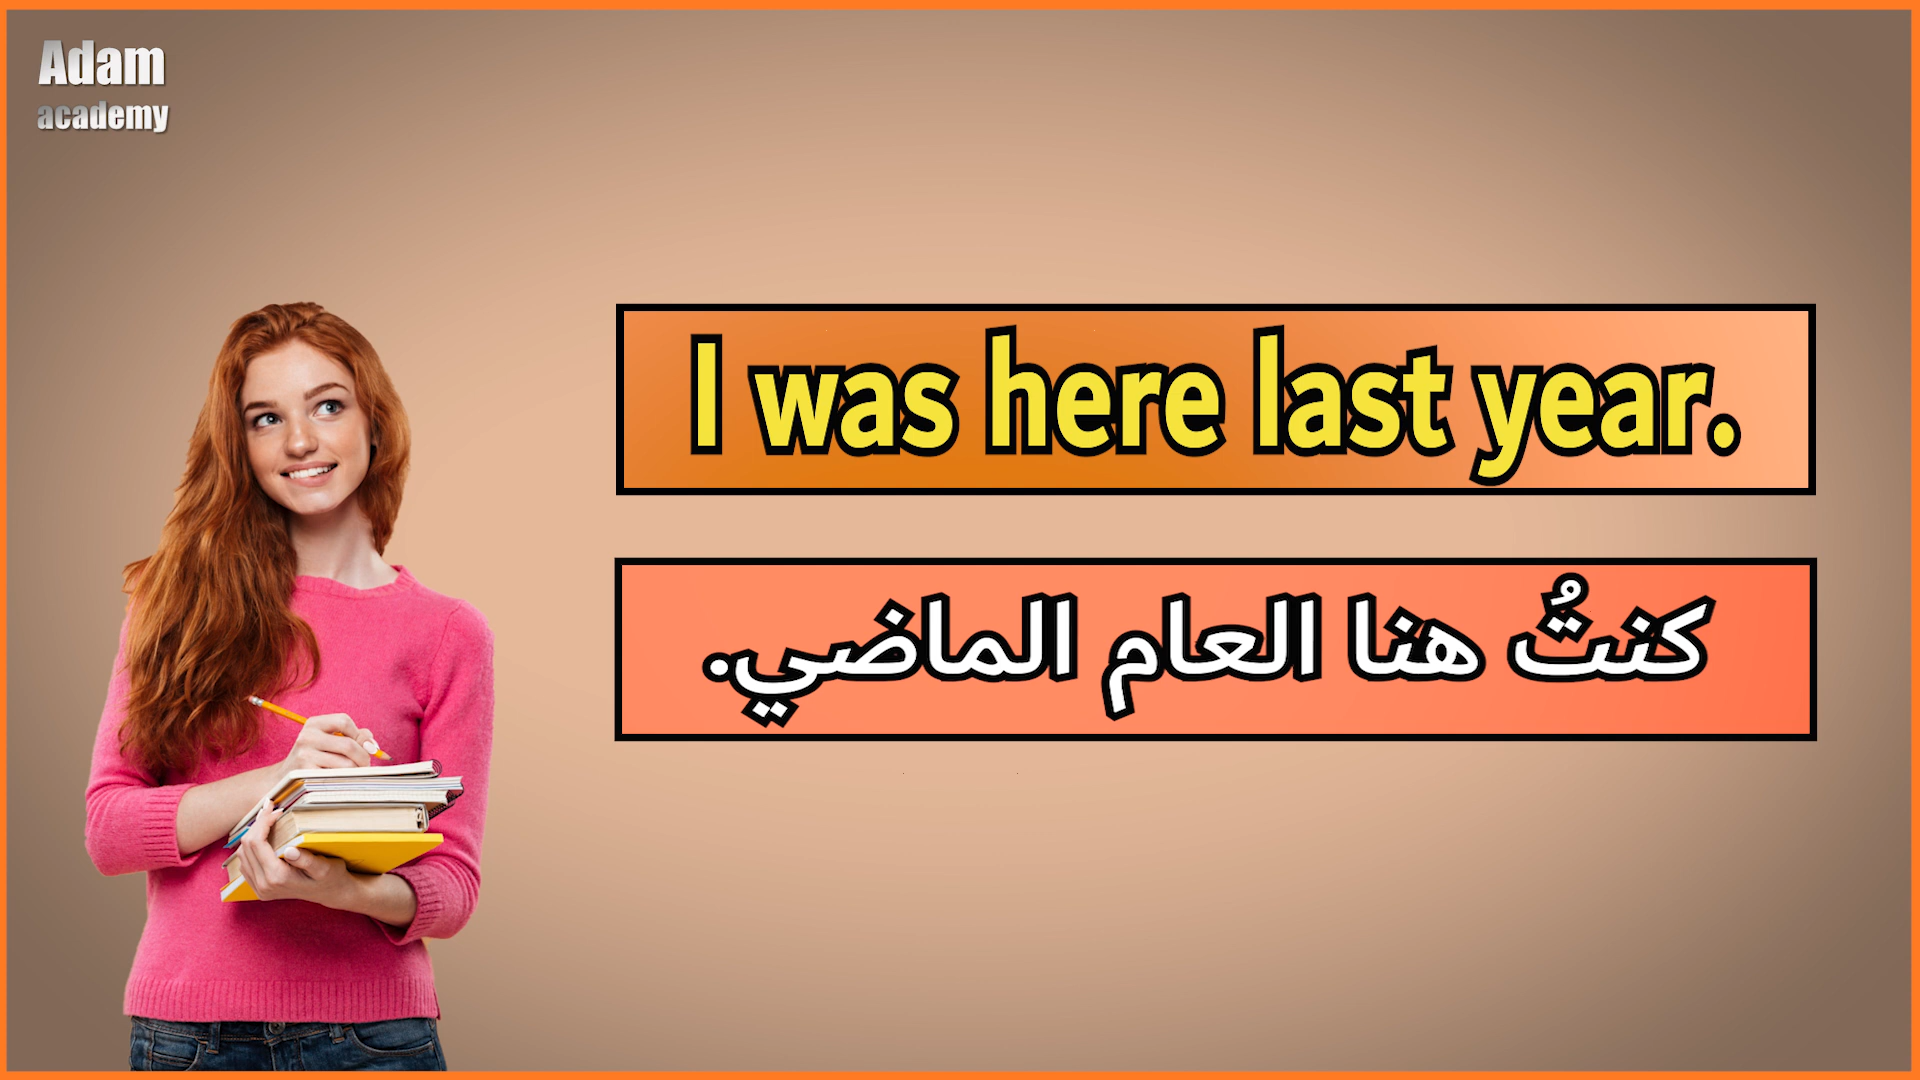 Adam
academy
I was here last year.
كنتُ هنا العام الماضي.